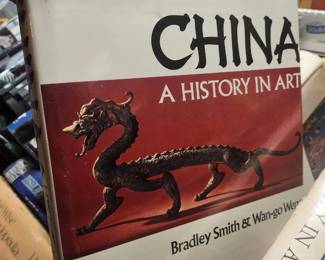 CHINA
A HISTORY IN ART
Bradley Smith & Wan-go